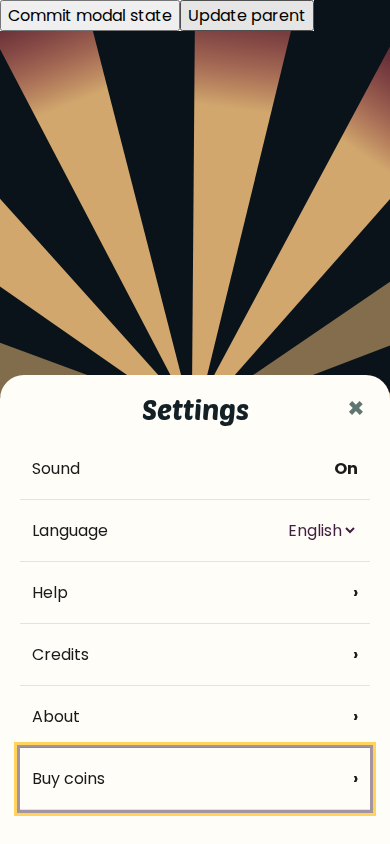 Commit modal state Update parent
Settings ✖
Sound On
Language English
Help ›
Credits ›
About ›
Buy coins ›